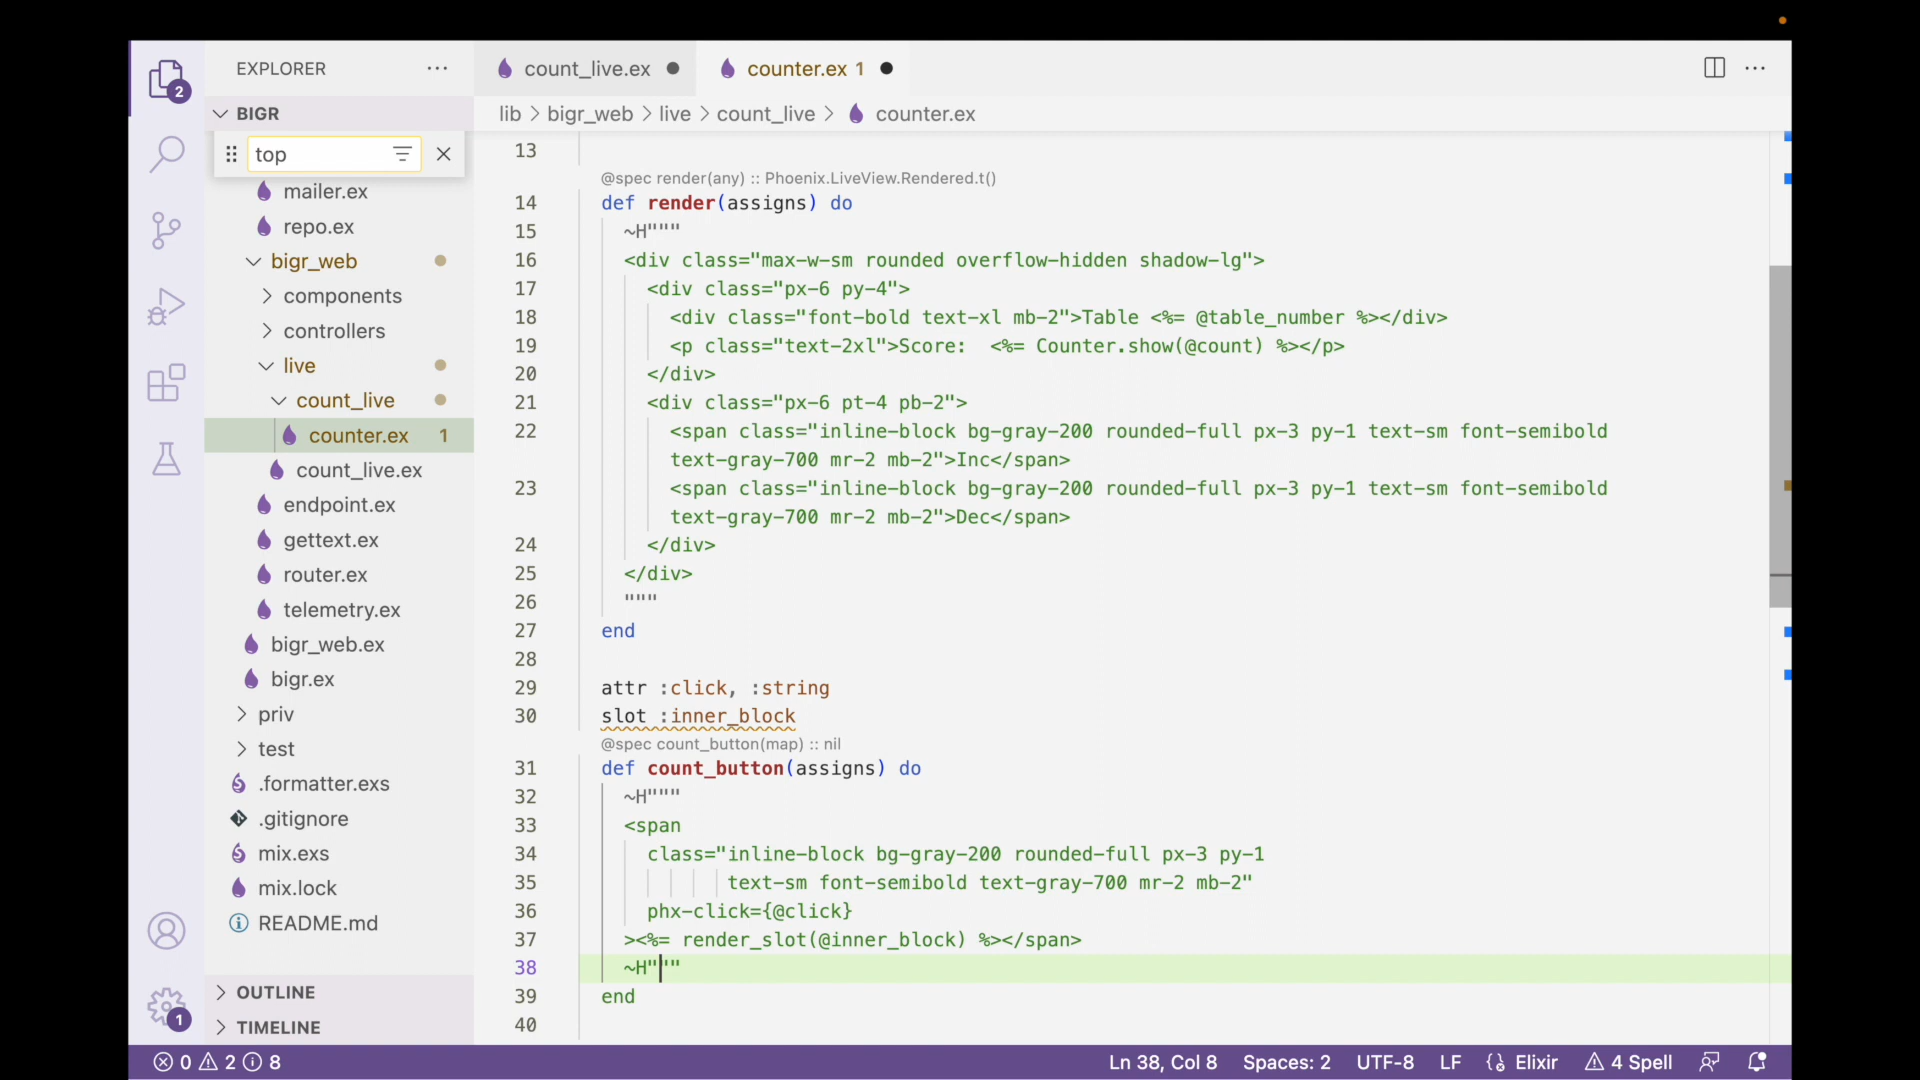 EXPLORER
BIGR
top
mailer.ex
repo.ex
bigr_web
components
controllers
live
count_live
counter.ex 1
count_live.ex
endpoint.ex
gettext.ex
router.ex
telemetry.ex
bigr_web.ex
bigr.ex
priv
test
.formatter.exs
.gitignore
mix.exs
mix.lock
README.md
OUTLINE
TIMELINE
2
1
count_live.ex
counter.ex 1
lib > bigr_web > live > count_live > counter.ex
13
@spec render(any) :: Phoenix.LiveView.Rendered.t()
14 def render(assigns) do
15 ~H"""
16 <div class="max-w-sm rounded overflow-hidden shadow-lg">
17 <div class="px-6 py-4">
18 <div class="font-bold text-xl mb-2">Table <%= @table_number %></div>
19 <p class="text-2xl">Score:  <%= Counter.show(@count) %></p>
20 </div>
21 <div class="px-6 pt-4 pb-2">
22 <span class="inline-block bg-gray-200 rounded-full px-3 py-1 text-sm font-semibold
text-gray-700 mr-2 mb-2">Inc</span>
23 <span class="inline-block bg-gray-200 rounded-full px-3 py-1 text-sm font-semibold
text-gray-700 mr-2 mb-2">Dec</span>
24 </div>
25 </div>
26 """
27 end
28
29 attr :click, :string
30 slot :inner_block
@spec count_button(map) :: nil
31 def count_button(assigns) do
32 ~H"""
33 <span
34 class="inline-block bg-gray-200 rounded-full px-3 py-1
35 text-sm font-semibold text-gray-700 mr-2 mb-2"
36 phx-click={@click}
37 ><%= render_slot(@inner_block) %></span>
38 ~H"""
39 end
40
0 2 8
Ln 38, Col 8 Spaces: 2 UTF-8 LF Elixir 4 Spell